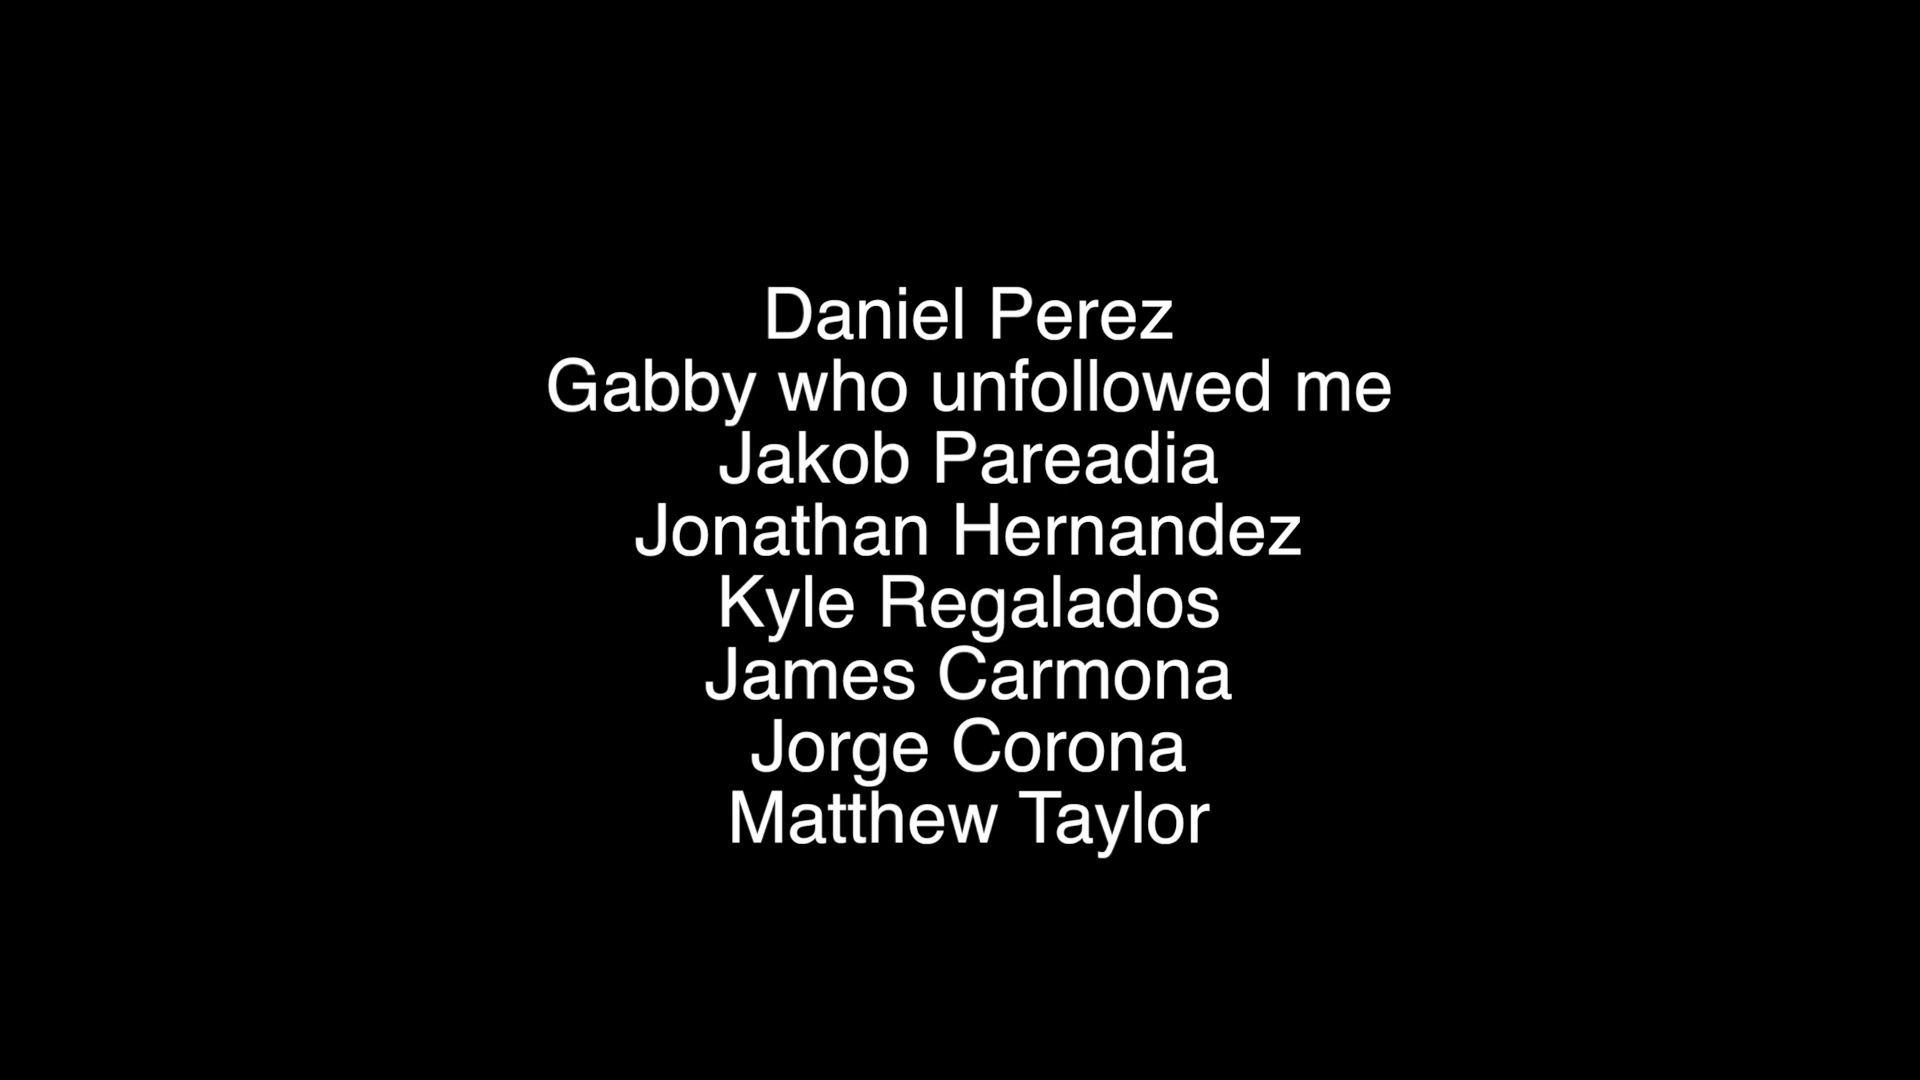 Daniel Perez
Gabby who unfollowed me
Jakob Pareadia
Jonathan Hernandez
Kyle Regalados
James Carmona
Jorge Corona
Matthew Taylor